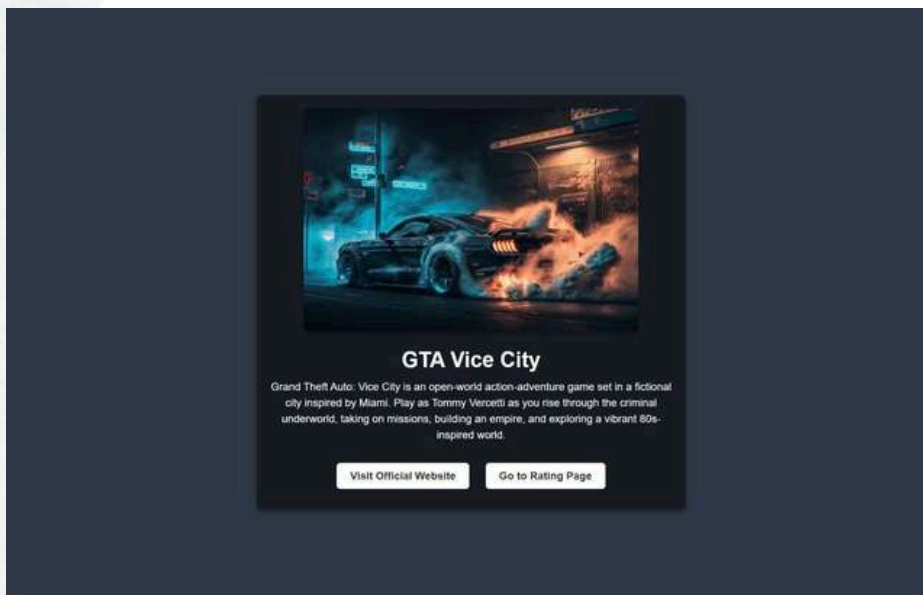 GTA Vice City
Grand Theft Auto: Vice City is an open-world action-adventure game set in a fictional
city inspired by Miami. Play as Tommy Vercetti as you rise through the criminal
underworld, taking on missions, building an empire, and exploring a vibrant 80s-
inspired world.
Visit Official Website
Go to Rating Page